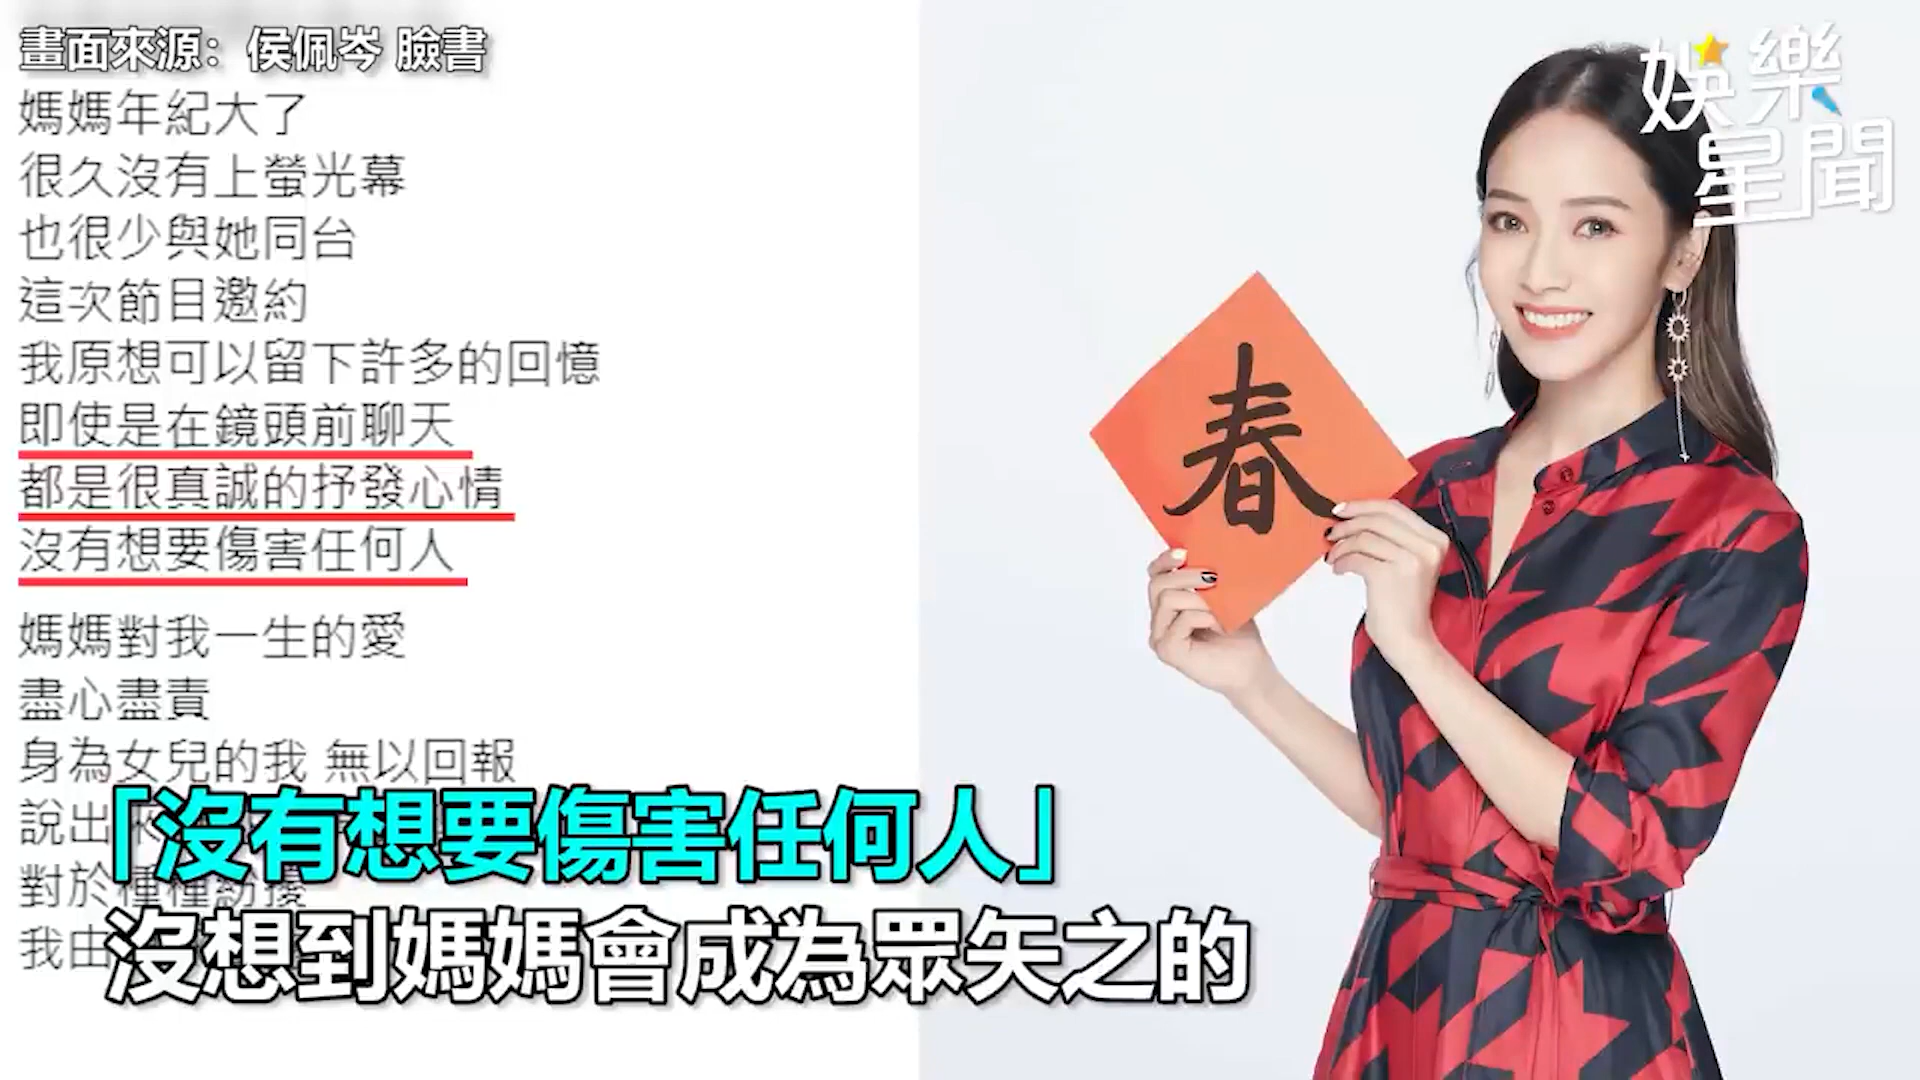 畫面來源：侯佩岑 臉書
媽媽年紀大了
很久沒有上螢光幕
也很少與她同台
這次節目邀約
我原想可以留下許多的回憶
即使是在鏡頭前聊天
都是很真誠的抒發心情
沒有想要傷害任何人
媽媽對我一生的愛
盡心盡責
身為女兒的我 無以回報
說出來
對於種種紛擾
我由
「沒有想要傷害任何人」
沒想到媽媽會成為眾矢之的
娛樂
星聞
春